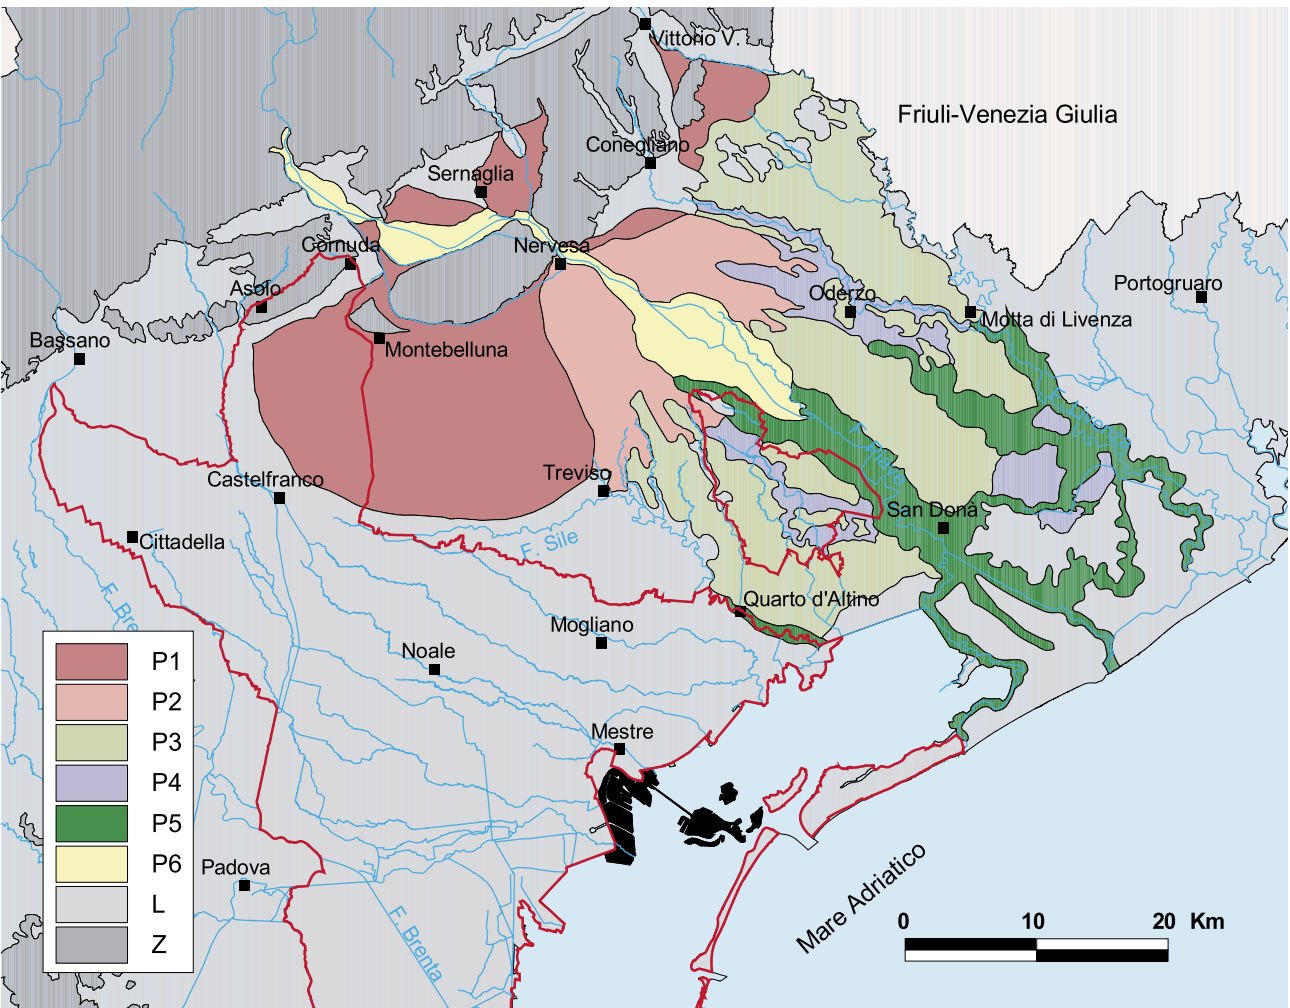 Vittorio V.
Friuli-Venezia Giulia
Conegliano
Sernaglia
Cornuda
Nervesa
Asolo
Oderzo
Portogruaro
Motta di Livenza
Bassano
Montebelluna
Castelfranco
Treviso
San Donà
Cittadella
F. Sile
F. Bre
Quarto d'Altino
Mogliano
Noale
Mestre
Padova
F. Brenta
Mare Adriatico
P1
P2
P3
P4
P5
P6
L
Z
0 10 20 Km